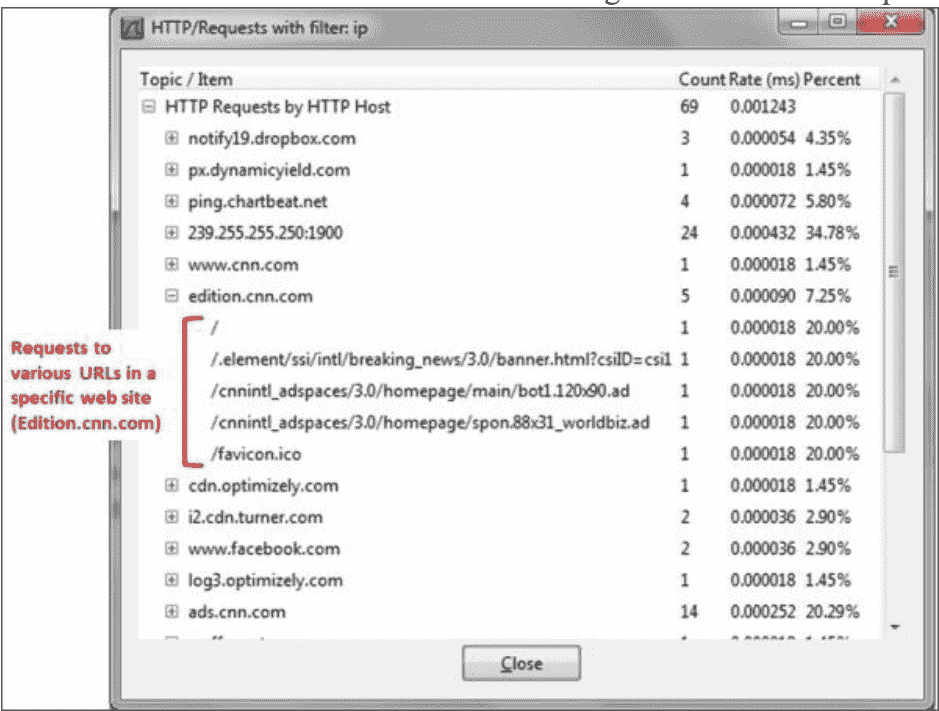 HTTP/Requests with filter: ip
Topic / Item Count Rate (ms) Percent
HTTP Requests by HTTP Host 69 0.001243
notify19.dropbox.com 3 0.000054 4.35%
px.dynamicyield.com 1 0.000018 1.45%
ping.chartbeat.net 4 0.000072 5.80%
239.255.255.250:1900 24 0.000432 34.78%
www.cnn.com 1 0.000018 1.45%
edition.cnn.com 5 0.000090 7.25%
/ 1 0.000018 20.00%
/.element/ssi/intl/breaking_news/3.0/banner.html?csiID=csi1 1 0.000018 20.00%
/cnnintl_adspaces/3.0/homepage/main/bot1.120x90.ad 1 0.000018 20.00%
/cnnintl_adspaces/3.0/homepage/spon.88x31_worldbiz.ad 1 0.000018 20.00%
/favicon.ico 1 0.000018 20.00%
Requests to
various URLs in a
specific web site
(Edition.cnn.com)
cdn.optimizely.com 1 0.000018 1.45%
i2.cdn.turner.com 2 0.000036 2.90%
www.facebook.com 2 0.000036 2.90%
log3.optimizely.com 1 0.000018 1.45%
ads.cnn.com 14 0.000252 20.29%
Close